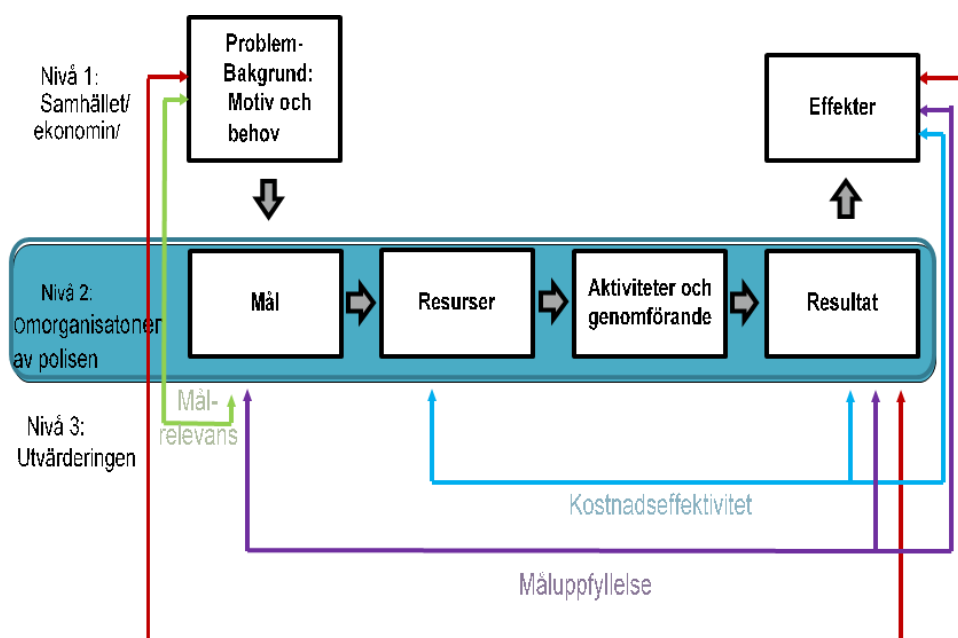 Nivå 1:
Samhället/
ekonomin/
Problem-
Bakgrund:
Motiv och
behov
Effekter
Nivå 2:
Omorganisatonen
av polisen
Mål
Resurser
Aktiviteter och
genomförande
Resultat
Nivå 3:
Utvärderingen
Mål-
relevans
Kostnadseffektivitet
Måluppfyllelse